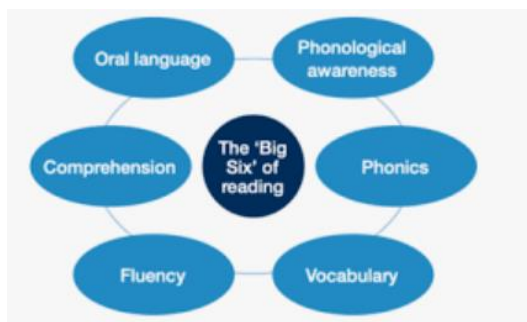 Oral language
Phonological
awareness
Comprehension
The 'Big
Six' of
reading
Phonics
Fluency
Vocabulary